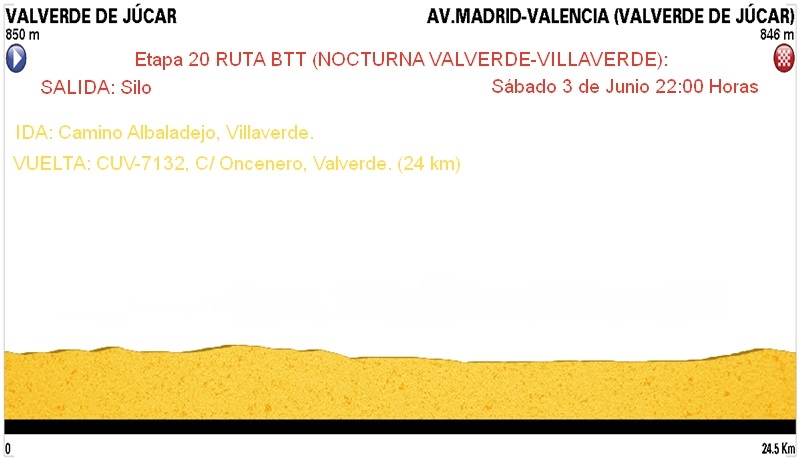 VALVERDE DE JÚCAR
AV.MADRID-VALENCIA (VALVERDE DE JÚCAR)
850 m
846 m
Etapa 20 RUTA BTT (NOCTURNA VALVERDE-VILLAVERDE):
SALIDA: Silo
Sábado 3 de Junio 22:00 Horas
IDA: Camino Albaladejo, Villaverde.
VUELTA: CUV-7132, C/ Oncenero, Valverde. (24 km)
0
24.5 Km